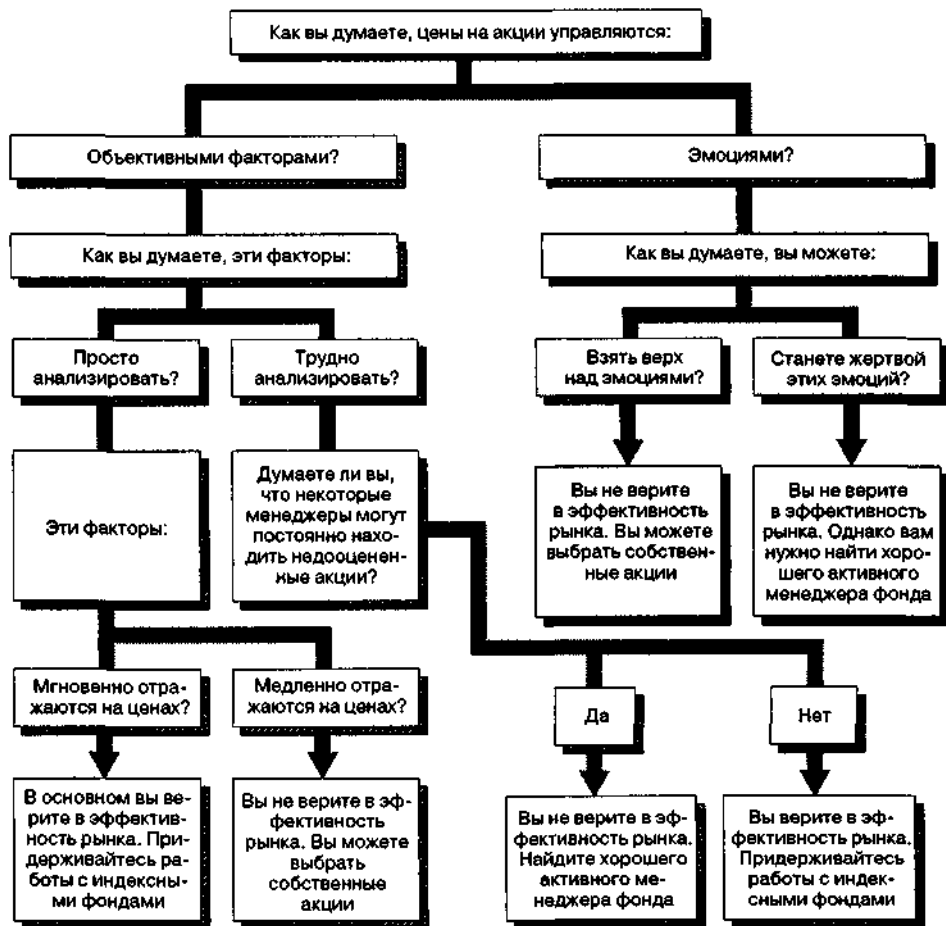 Как вы думаете, цены на акции управляются:
Объективными факторами?
Эмоциями?
Как вы думаете, эти факторы:
Как вы думаете, вы можете:
Просто
анализировать?
Трудно
анализировать?
Взять верх
над эмоциями?
Станете жертвой
этих эмоций?
Эти факторы:
Думаете ли вы,
что некоторые
менеджеры могут
постоянно нахо-
дить недооценен-
ные акции?
Вы не верите
в эффективность
рынка. Вы можете
выбрать собствен-
ные акции
Вы не верите
в эффективность
рынка. Однако вам
нужно найти хоро-
шего активного
менеджера фонда
Мгновенно отра-
жаются на ценах?
Медленно отра-
жаются на ценах?
Да
Нет
В основном вы ве-
рите в эффектив-
ность рынка. При-
держивайтесь ра-
боты с индексны-
ми фондами
Вы не верите в эф-
фективность
рынка. Вы можете
выбрать
собственные
акции
Вы не верите в эф-
фективность рынка.
Найдите хорошего
активного ме-
неджера фонда
Вы верите в эф-
фективность рынка.
Придерживайтесь
работы с индек-
сными фондами